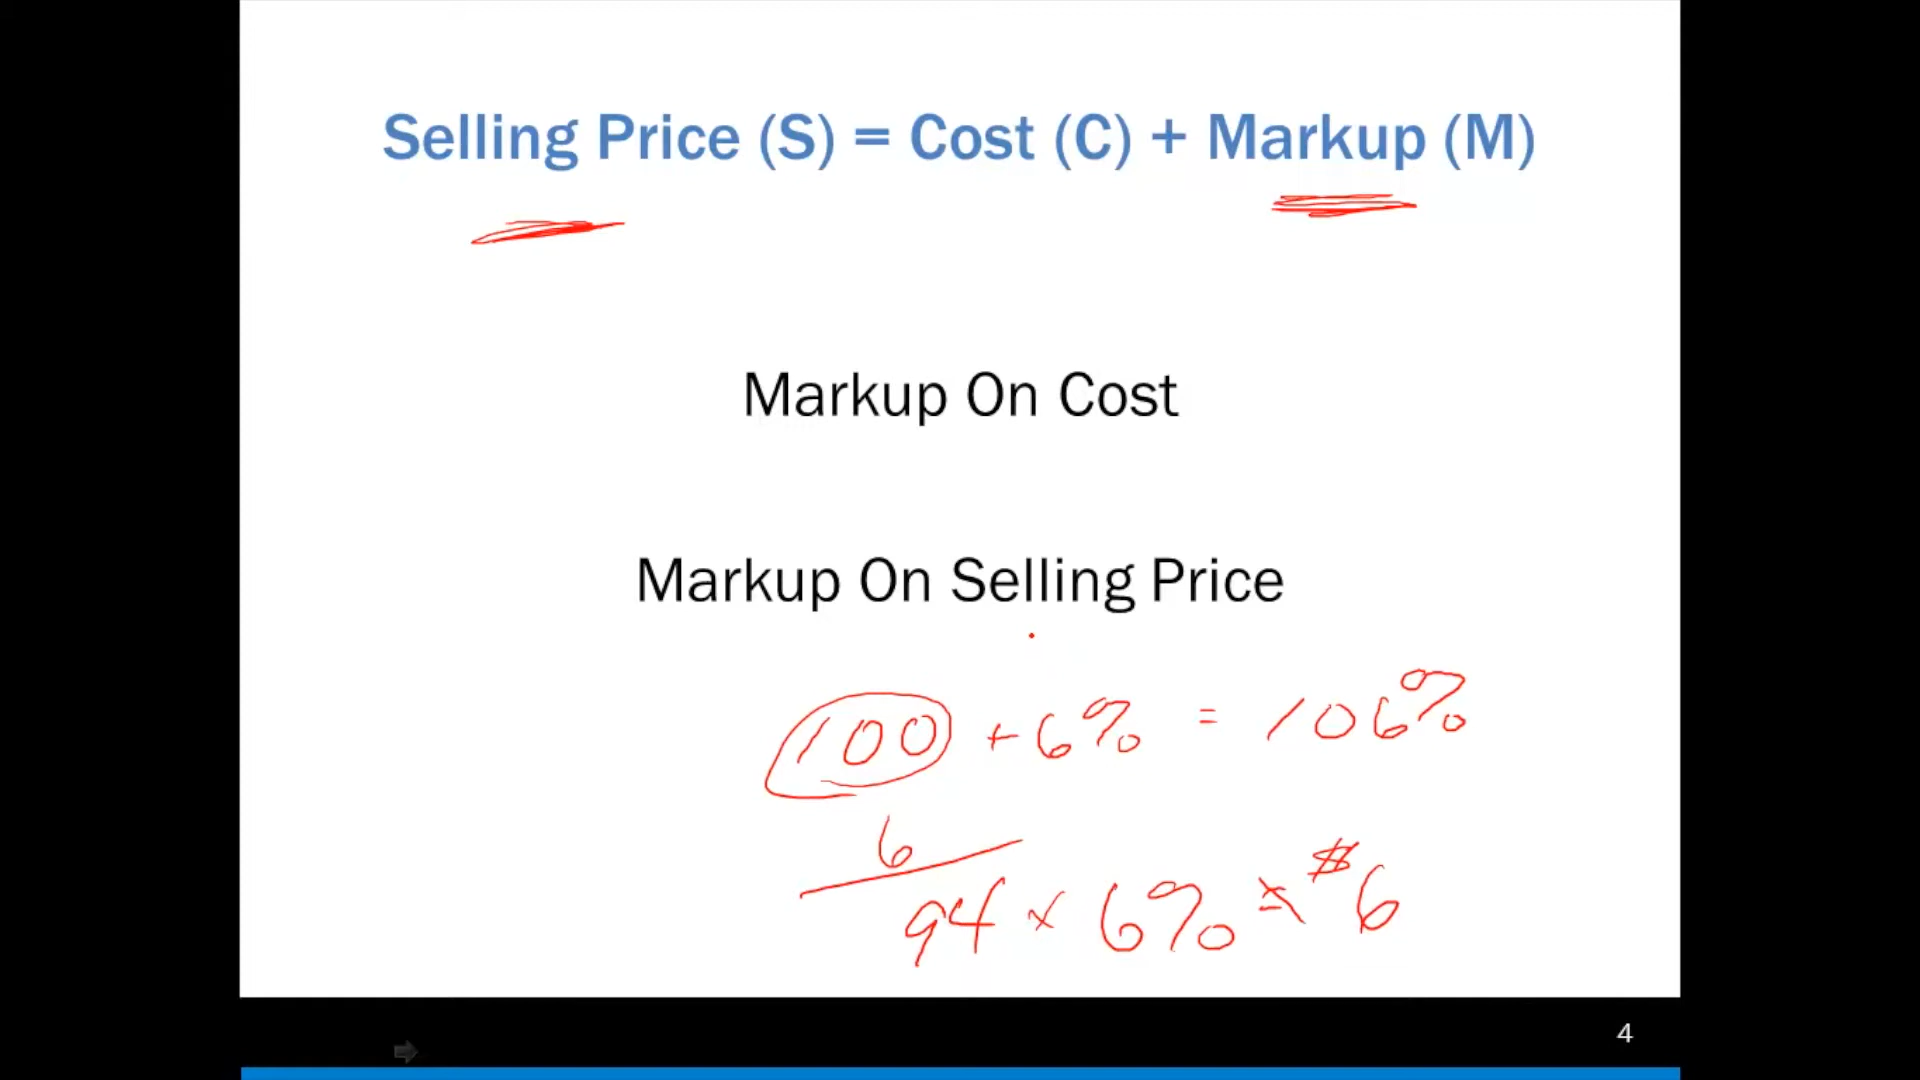 Selling Price (S) = Cost (C) + Markup (M)
Markup On Cost
Markup On Selling Price
100 + 6% = 106%
6
94 x 6% = $6
4